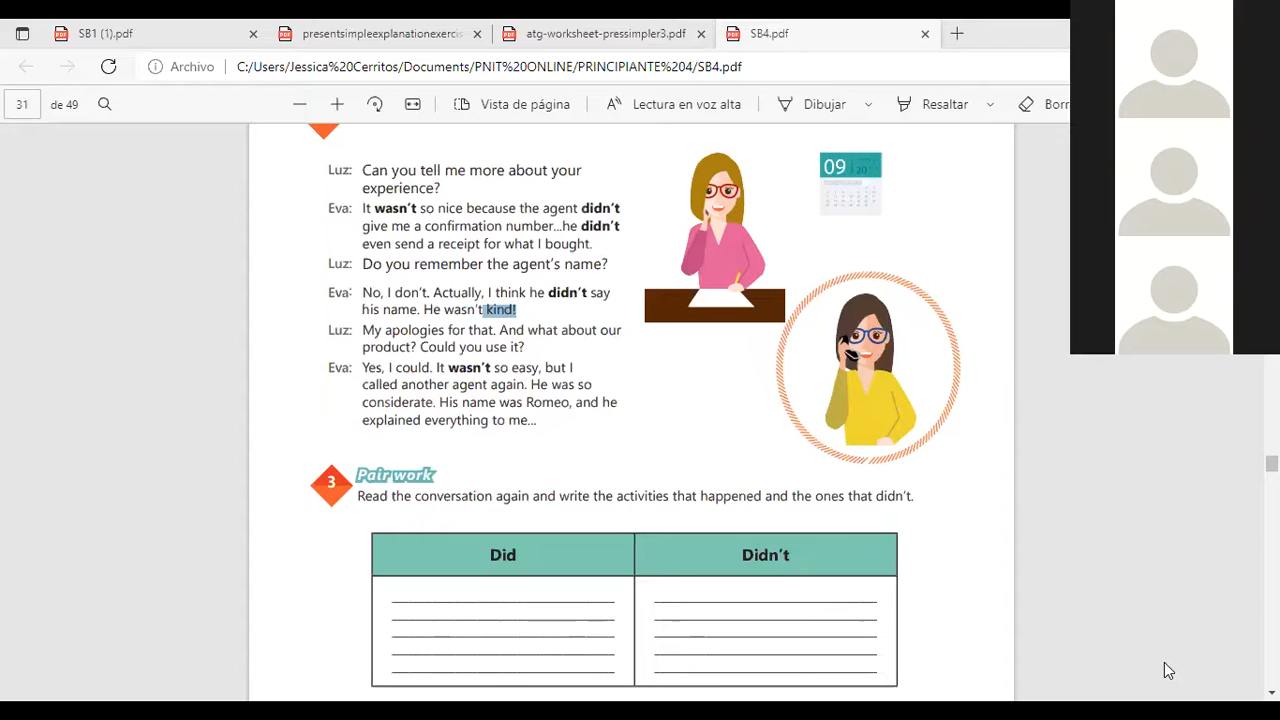 SB1 (1).pdf
presentsimpleexplanationexercis
atg-worksheet-pressimpler3.pdf
SB4.pdf
Archivo
C:/Users/Jessica%20Cerritos/Documents/PNIT%20ONLINE/PRINCIPIANTE%204/SB4.pdf
31
de 49
Vista de página
Lectura en voz alta
Dibujar
Resaltar
Borr
Luz: Can you tell me more about your
experience?
Eva: It wasn't so nice because the agent didn't
give me a confirmation number...he didn't
even send a receipt for what I bought.
Luz: Do you remember the agent's name?
Eva: No, I don't. Actually, I think he didn't say
his name. He wasn't kind!
Luz: My apologies for that. And what about our
product? Could you use it?
Eva: Yes, I could. It wasn't so easy, but I
called another agent again. He was so
considerate. His name was Romeo, and he
explained everything to me...
09
3
Pair work
Read the conversation again and write the activities that happened and the ones that didn't.
Did
Didn't